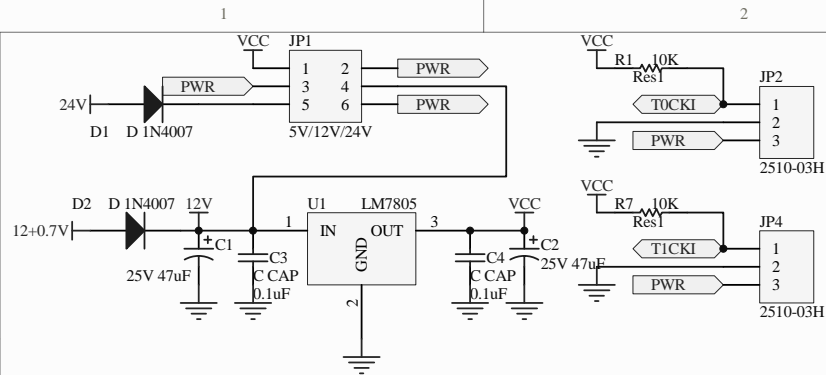 1 2
VCC JP1 VCC
R1 10K
1 2 PWR Res1 JP2
PWR 3 4
24V 5 6 PWR T0CKI 1
2
D1 D 1N4007 5V/12V/24V PWR 3
2510-03H
VCC
D2 D 1N4007 12V U1 LM7805 VCC R7 10K
Res1 JP4
12+0.7V 1 IN OUT 3
GND
C1 C3 C4 C2 T1CKI 1
25V 47uF C CAP C CAP 25V 47uF 2
0.1uF 0.1uF PWR 3
2 2510-03H